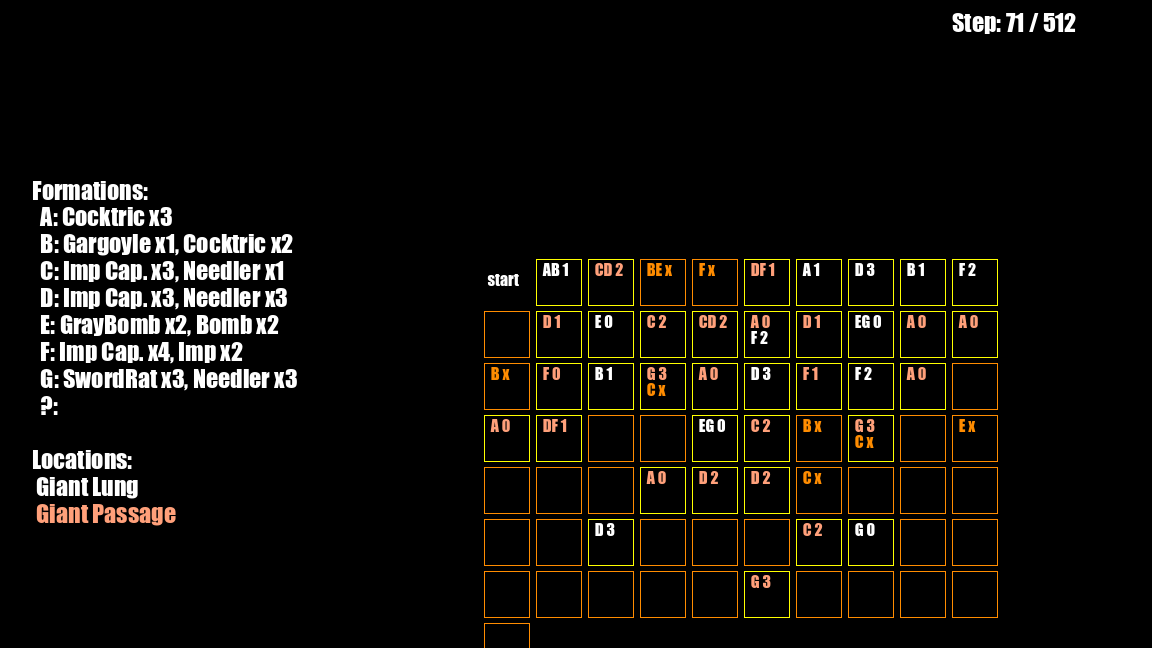 Step: 71 / 512
Formations:
A: Cocktric x3
B: Gargoyle x1, Cocktric x2
C: Imp Cap. x3, Needler x1
D: Imp Cap. x3, Needler x3
E: GrayBomb x2, Bomb x2
F: Imp Cap. x4, Imp x2
G: SwordRat x3, Needler x3
?:
Locations:
Giant Lung
Giant Passage
start AB 1 CD 2 BE x F x DF 1 A 1 D 3 B 1 F 2
D 1 E 0 C 2 CD 2 A 0 D 1 EG 0 A 0 A 0
F 2
B x F 0 B 1 G 3 A 0 D 3 F 1 F 2 A 0
C x
A 0 DF 1 EG 0 C 2 B x G 3 E x
C x
A 0 D 2 D 2 C x
D 3 C 2 G 0
G 3